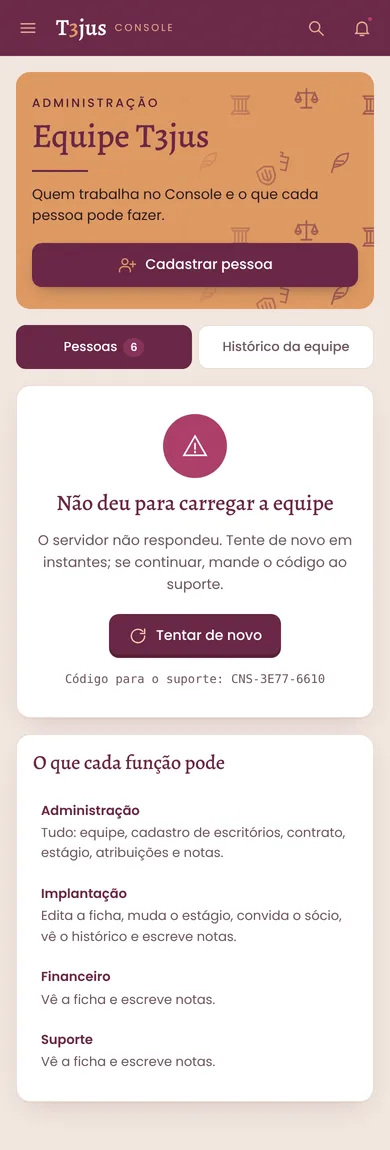 T3jus CONSOLE
ADMINISTRAÇÃO
Equipe T3jus
Quem trabalha no Console e o que cada
pessoa pode fazer.
Cadastrar pessoa
Pessoas 6
Histórico da equipe
Não deu para carregar a equipe
O servidor não respondeu. Tente de novo em
instantes; se continuar, mande o código ao
suporte.
Tentar de novo
Código para o suporte: CNS-3E77-6610
O que cada função pode
Administração
Tudo: equipe, cadastro de escritórios, contrato,
estágio, atribuições e notas.
Implantação
Edita a ficha, muda o estágio, convida o sócio,
vê o histórico e escreve notas.
Financeiro
Vê a ficha e escreve notas.
Suporte
Vê a ficha e escreve notas.